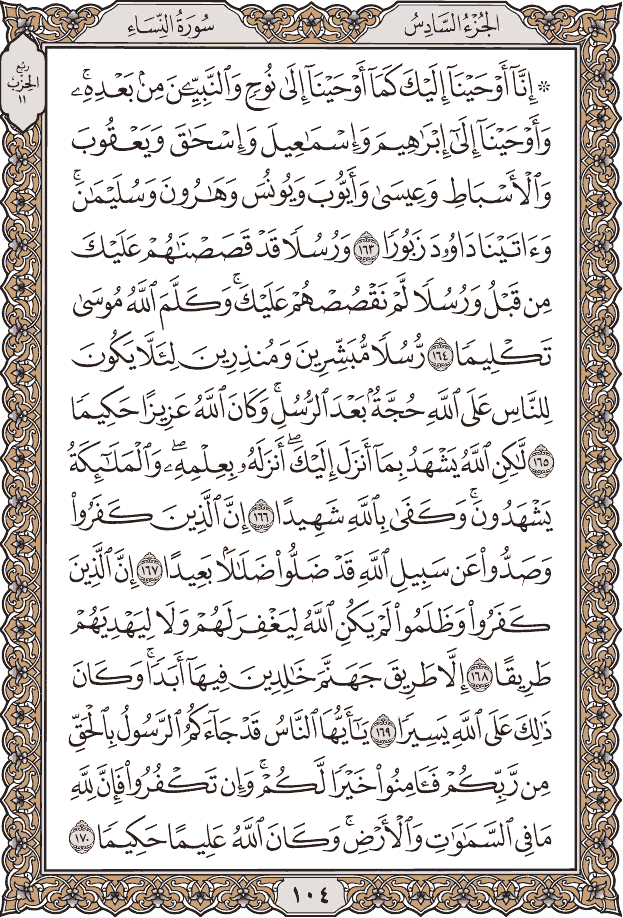 الجُزْءُ السَّادِسُ
سُورَةُ النِّسَاءِ
ربع
الحزب
١١
۞ إِنَّآ أَوْحَيْنَآ إِلَيْكَ كَمَآ أَوْحَيْنَآ إِلَىٰ نُوحٍ وَٱلنَّبِيِّـۧنَ مِنۢ بَعْدِهِۦۚ
وَأَوْحَيْنَآ إِلَىٰٓ إِبْرَٰهِيمَ وَإِسْمَٰعِيلَ وَإِسْحَٰقَ وَيَعْقُوبَ
وَٱلْأَسْبَاطِ وَعِيسَىٰ وَأَيُّوبَ وَيُونُسَ وَهَٰرُونَ وَسُلَيْمَٰنَۚ
وَءَاتَيْنَا دَاوُۥدَ زَبُورًا ١٦٣ وَرُسُلًا قَدْ قَصَصْنَٰهُمْ عَلَيْكَ
مِن قَبْلُ وَرُسُلًا لَّمْ نَقْصُصْهُمْ عَلَيْكَۚ وَكَلَّمَ ٱللَّهُ مُوسَىٰ
تَكْلِيمًا ١٦٤ رُّسُلًا مُّبَشِّرِينَ وَمُنذِرِينَ لِئَلَّا يَكُونَ
لِلنَّاسِ عَلَى ٱللَّهِ حُجَّةٌۢ بَعْدَ ٱلرُّسُلِۚ وَكَانَ ٱللَّهُ عَزِيزًا حَكِيمًا
١٦٥ لَّٰكِنِ ٱللَّهُ يَشْهَدُ بِمَآ أَنزَلَ إِلَيْكَۖ أَنزَلَهُۥ بِعِلْمِهِۦۖ وَٱلْمَلَٰٓئِكَةُ
يَشْهَدُونَۚ وَكَفَىٰ بِٱللَّهِ شَهِيدًا ١٦٦ إِنَّ ٱلَّذِينَ كَفَرُوا۟
وَصَدُّوا۟ عَن سَبِيلِ ٱللَّهِ قَدْ ضَلُّوا۟ ضَلَٰلًۢا بَعِيدًا ١٦٧ إِنَّ ٱلَّذِينَ
كَفَرُوا۟ وَظَلَمُوا۟ لَمْ يَكُنِ ٱللَّهُ لِيَغْفِرَ لَهُمْ وَلَا لِيَهْدِيَهُمْ
طَرِيقًا ١٦٨ إِلَّا طَرِيقَ جَهَنَّمَ خَٰلِدِينَ فِيهَآ أَبَدًاۚ وَكَانَ
ذَٰلِكَ عَلَى ٱللَّهِ يَسِيرًا ١٦٩ يَٰٓأَيُّهَا ٱلنَّاسُ قَدْ جَآءَكُمُ ٱلرَّسُولُ بِٱلْحَقِّ
مِن رَّبِّكُمْ فَـَٔامِنُوا۟ خَيْرًا لَّكُمْۚ وَإِن تَكْفُرُوا۟ فَإِنَّ لِلَّهِ
مَا فِى ٱلسَّمَٰوَٰتِ وَٱلْأَرْضِۚ وَكَانَ ٱللَّهُ عَلِيمًا حَكِيمًا ١٧٠
١٠٤